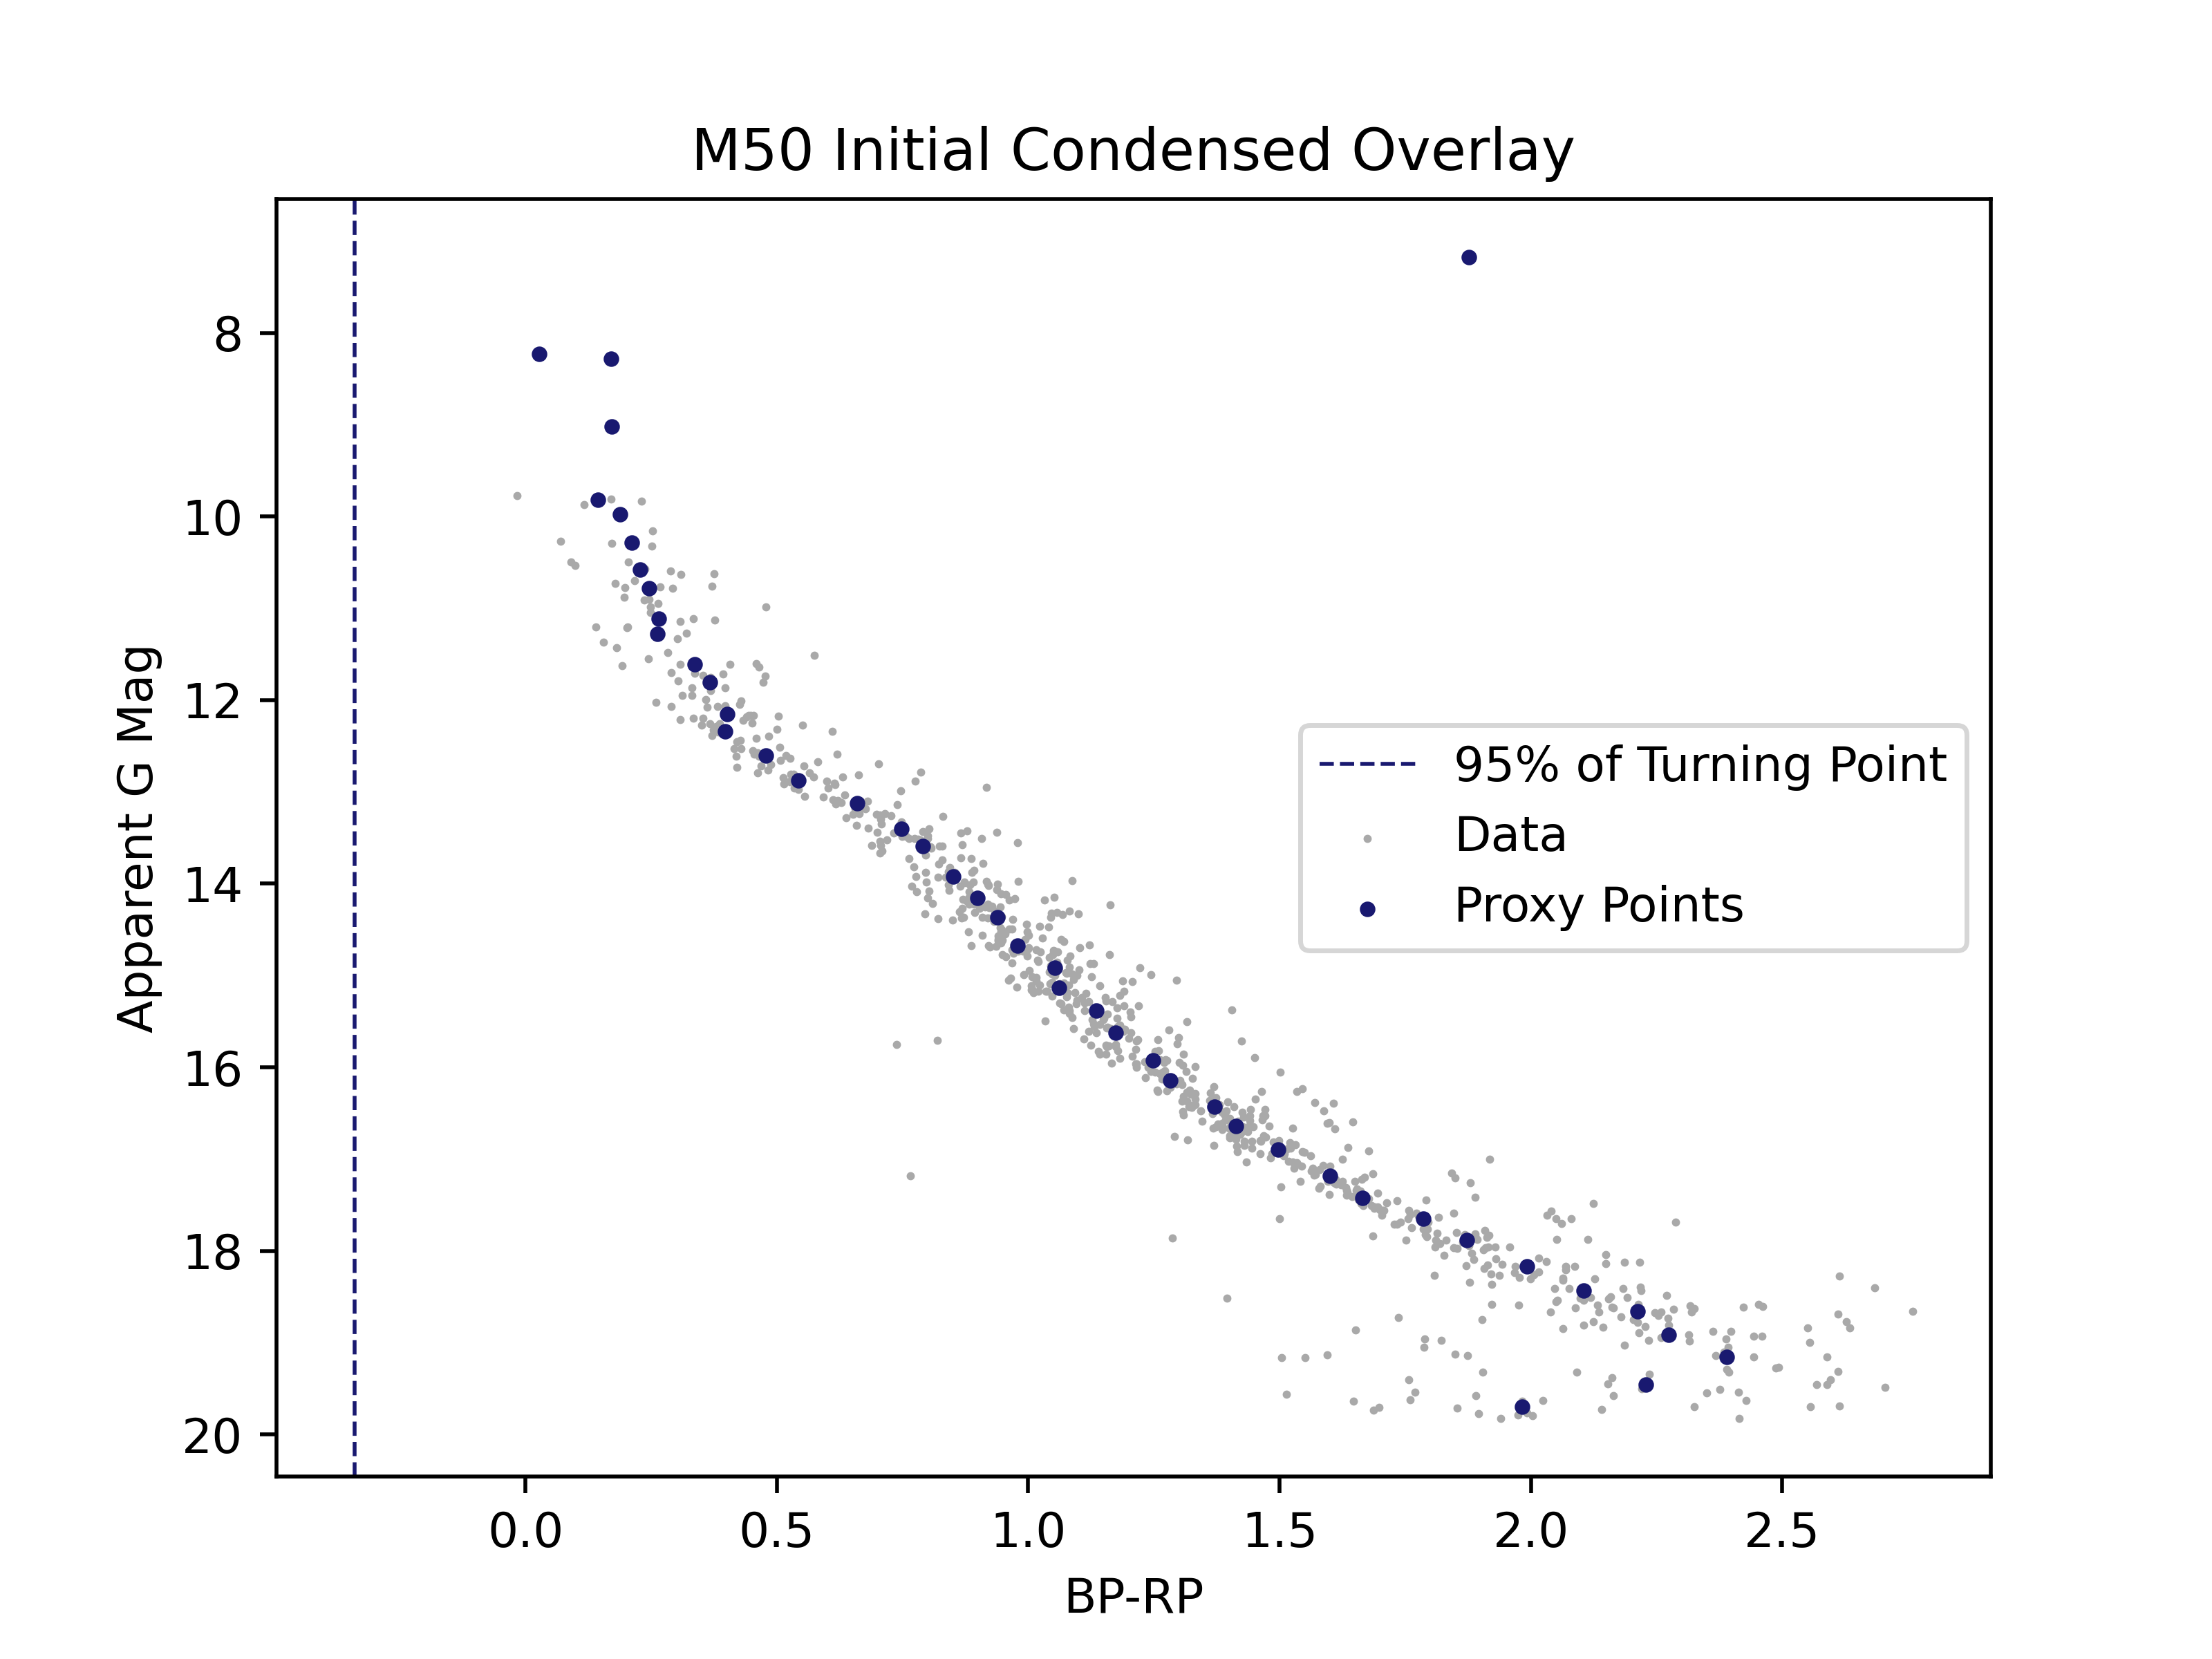 M50 Initial Condensed Overlay
Apparent G Mag
8
10
12
14
16
18
20
95% of Turning Point
Data
Proxy Points
0.0 0.5 1.0 1.5 2.0 2.5
BP-RP